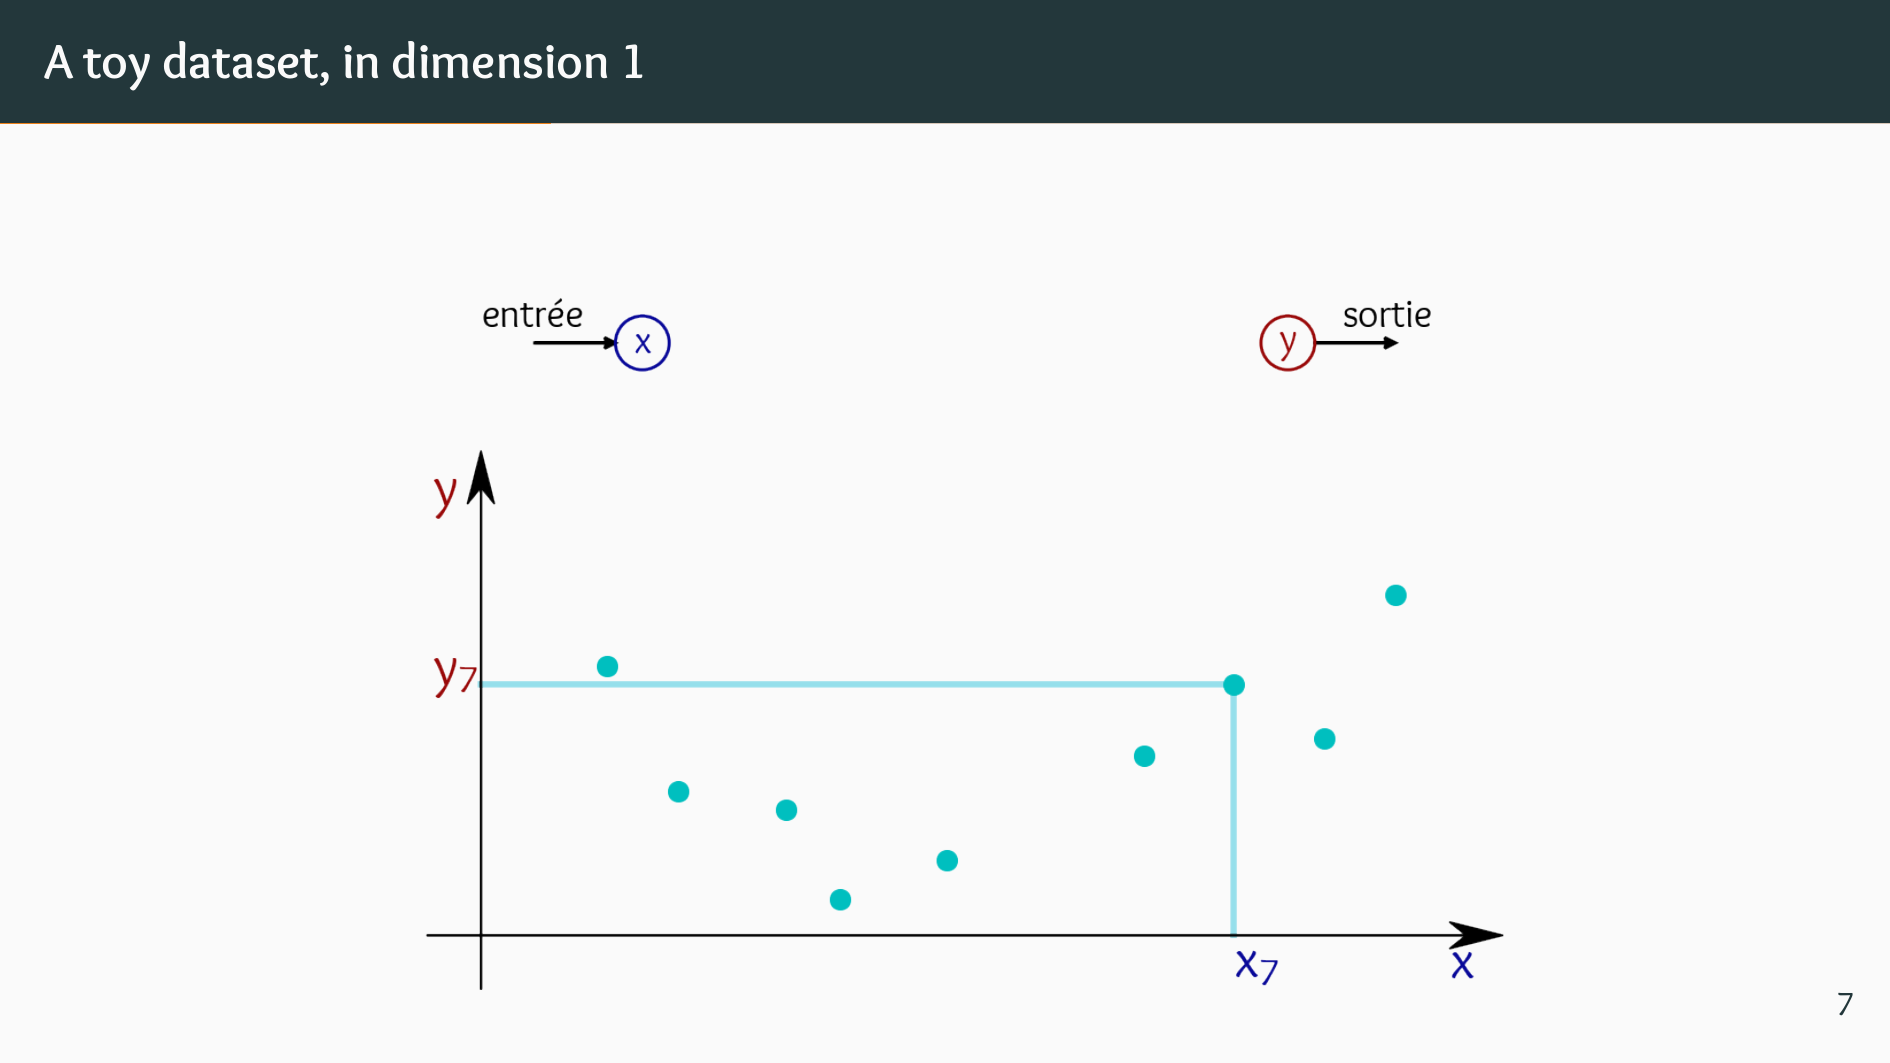 A toy dataset, in dimension 1
entrée
x
y
sortie
y
y₇
x₇
x
7